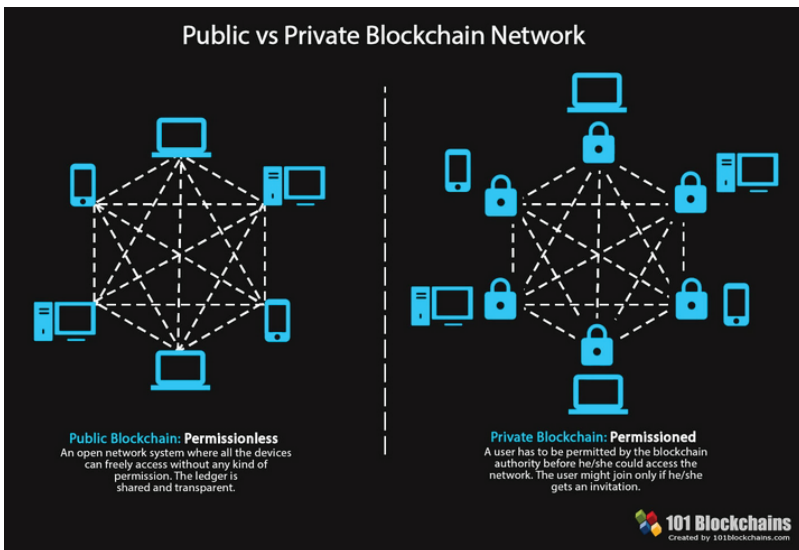 Public vs Private Blockchain Network
Public Blockchain: Permissionless
An open network system where all the devices
can freely access without any kind of
permission. The ledger is
shared and transparent.
Private Blockchain: Permissioned
A user has to be permitted by the blockchain
authority before he/she could access the
network. The user might join only if he/she
gets an invitation.
101 Blockchains
Created by 101blockchains.com